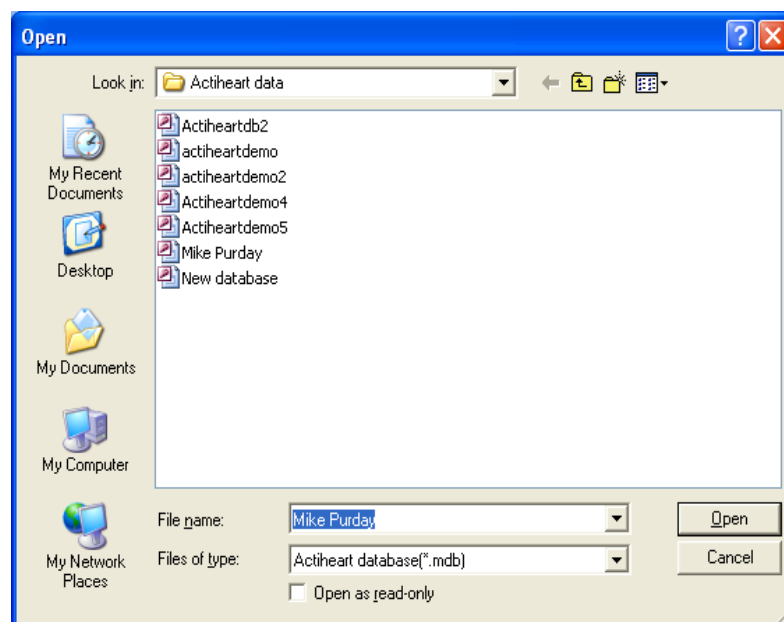 Open
Look in: Actiheart data
My Recent
Documents
Desktop
My Documents
My Computer
My Network
Places
Actiheartdb2
actiheartdemo
actiheartdemo2
Actiheartdemo4
Actiheartdemo5
Mike Purday
New database
File name: Mike Purday Open
Files of type: Actiheart database(*.mdb) Cancel
Open as read-only